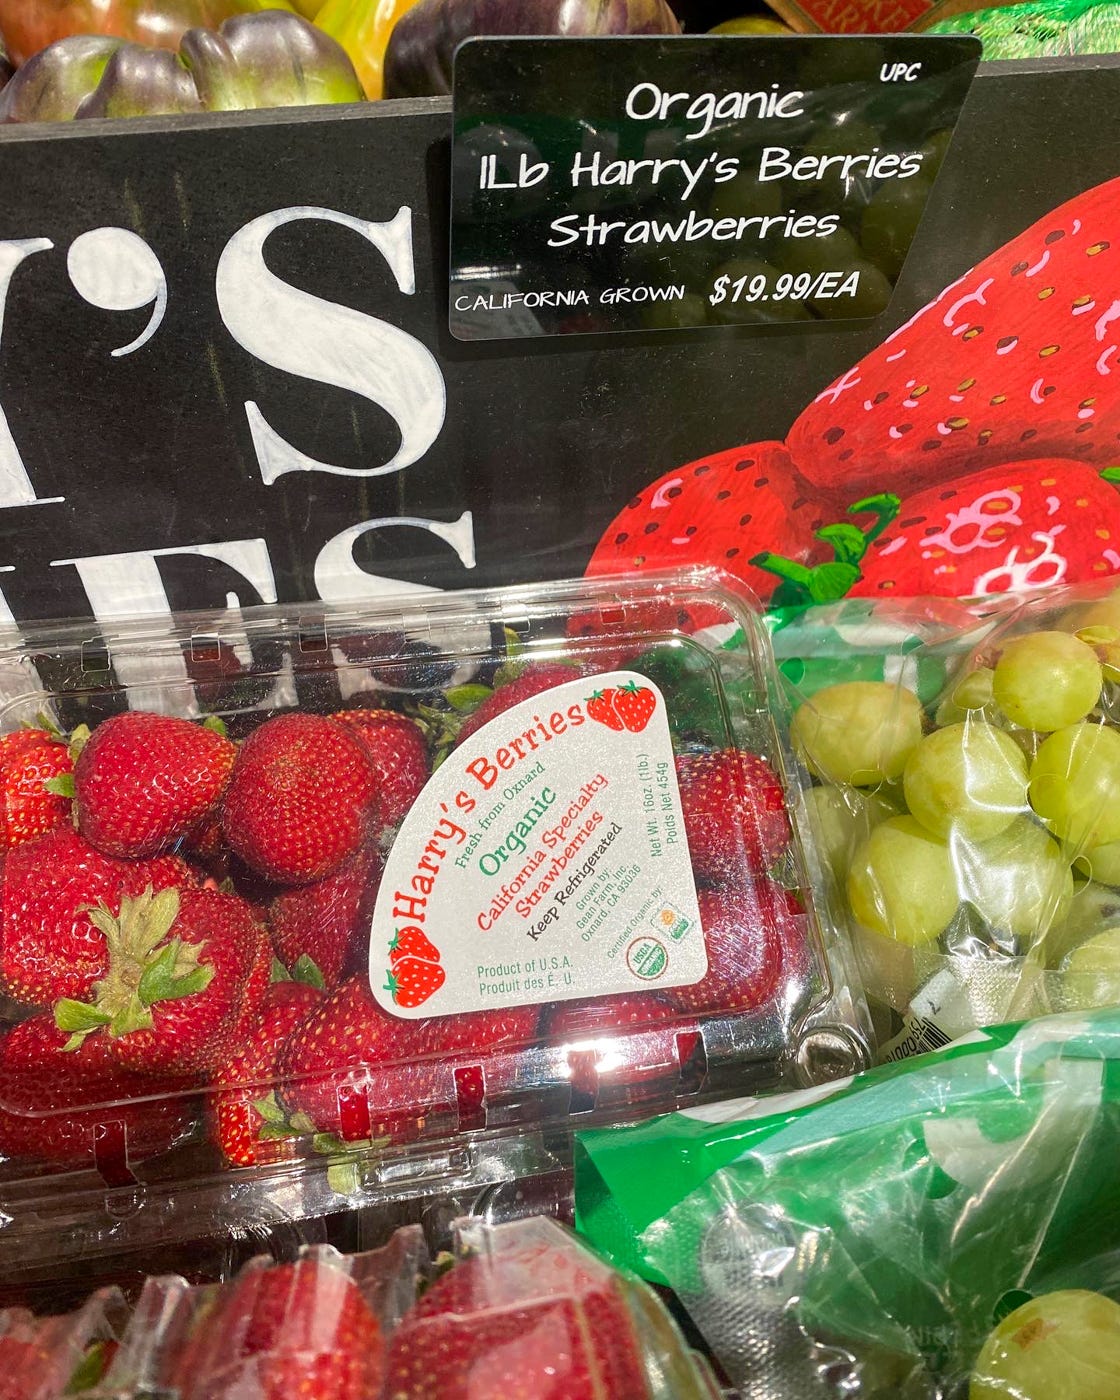 UPC
Organic
1Lb Harry's Berries
Strawberries
CALIFORNIA GROWN $19.99/EA
'S
ES
Harry's Berries
Fresh from Oxnard
Organic
California Specialty
Strawberries
Keep Refrigerated
Grown by
Gean Farm, Inc.
Oxnard, CA 93036
Certified Organic by
USDA
Net Wt. 16oz. (1lb.)
Poids Net 454g
Product of U.S.A.
Produit des É. U.